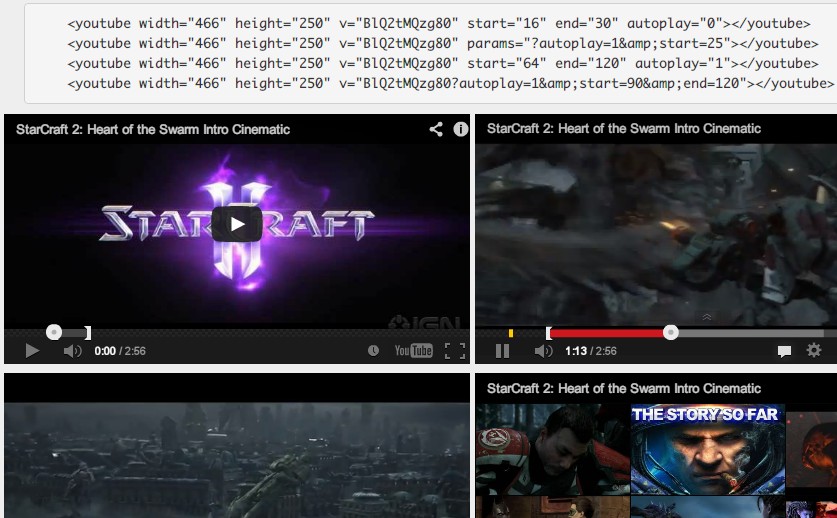 <youtube width="466" height="250" v="BlQ2tMQzg80" start="16" end="30" autoplay="0"></youtube>
<youtube width="466" height="250" v="BlQ2tMQzg80" params="?autoplay=1&amp;start=25"></youtube>
<youtube width="466" height="250" v="BlQ2tMQzg80" start="64" end="120" autoplay="1"></youtube>
<youtube width="466" height="250" v="BlQ2tMQzg80?autoplay=1&amp;start=90&amp;end=120"></youtube>
StarCraft 2: Heart of the Swarm Intro Cinematic
StarCraft 2: Heart of the Swarm Intro Cinematic
STARCRAFT
II
IGN
0:00 / 2:56
YouTube
1:13 / 2:56
StarCraft 2: Heart of the Swarm Intro Cinematic
THE STORY SO FAR